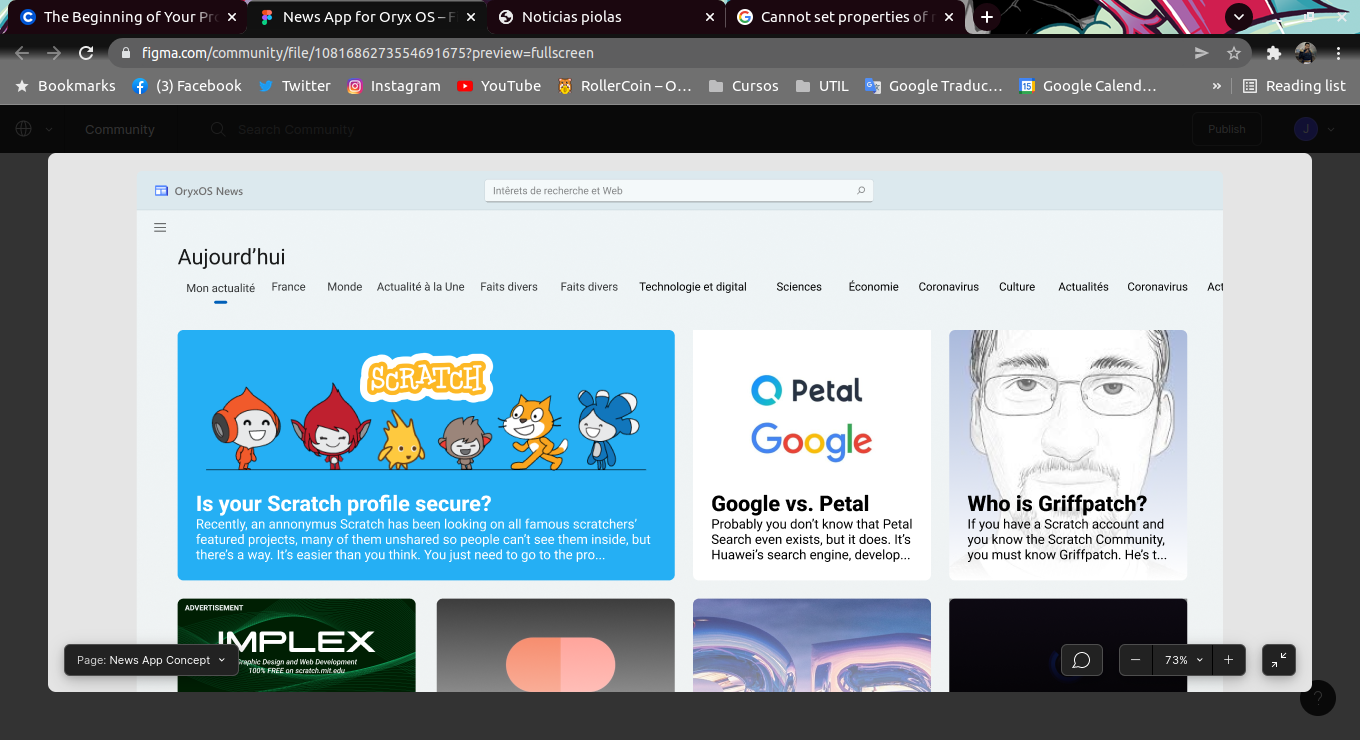 The Beginning of Your Pro
News App for Oryx OS – F
Noticias piolas
Cannot set properties of
figma.com/community/file/1081686273554691675?preview=fullscreen
Bookmarks
(3) Facebook
Twitter
Instagram
YouTube
RollerCoin – O…
Cursos
UTIL
Google Traduc…
15
Google Calend…
»
Reading list
Community
Search Community
Publish
J
OryxOS News
Intérets de recherche et Web
Aujourd’hui
Mon actualité
France
Monde
Actualité à la Une
Faits divers
Faits divers
Technologie et digital
Sciences
Économie
Coronavirus
Culture
Actualités
Coronavirus
Act
SCRATCH
Is your Scratch profile secure?
Recently, an annonymus Scratch has been looking on all famous scratchers’
featured projects, many of them unshared so people can’t see them inside, but
there’s a way. It’s easier than you think. You just need to go to the pro...
Petal
Google
Google vs. Petal
Probably you don’t know that Petal
Search even exists, but it does. It’s
Huawei’s search engine, develop...
Who is Griffpatch?
If you have a Scratch account and
you know the Scratch Community,
you must know Griffpatch. He’s t...
ADVERTISEMENT
IMPLEX
Graphic Design and Web Development
100% FREE on scratch.mit.edu
Page: News App Concept
73%
?